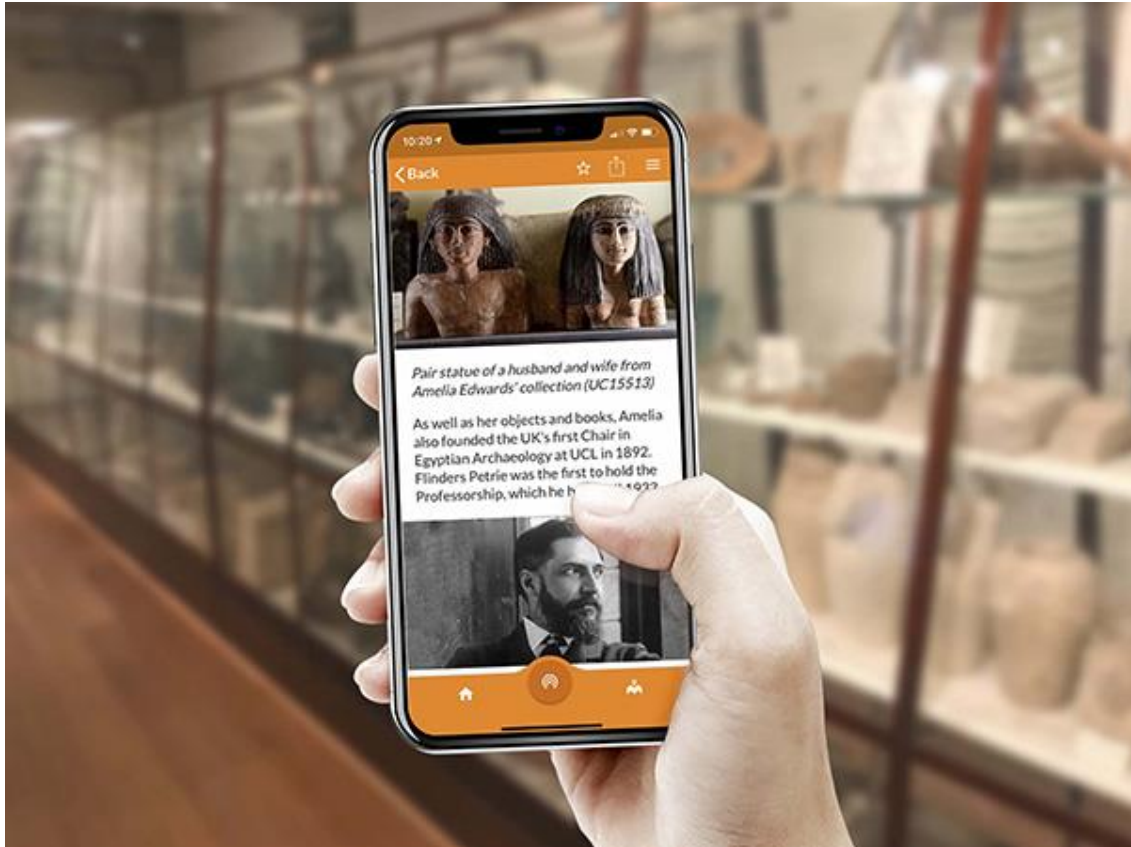 10:20
Back
Pair statue of a husband and wife from
Amelia Edwards' collection (UC15513)
As well as her objects and books, Amelia
also founded the UK's first Chair in
Egyptian Archaeology at UCL in 1892.
Flinders Petrie was the first to hold the
Professorship, which he